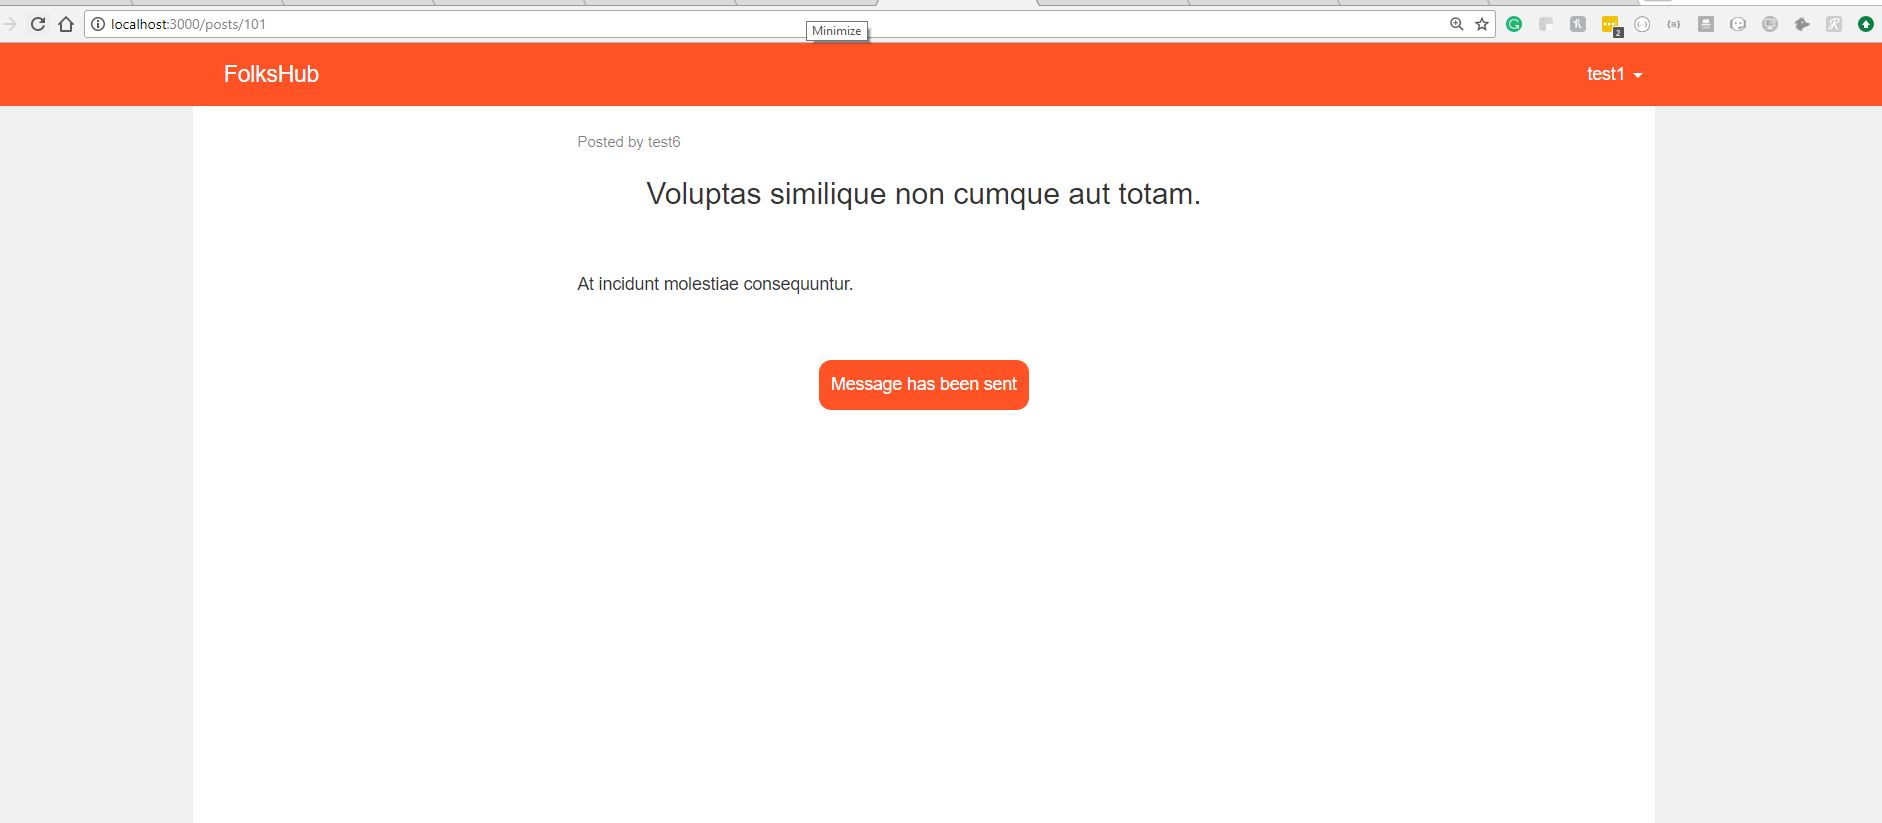 localhost:3000/posts/101
Minimize
2
FolksHub
test1
Posted by test6
Voluptas similique non cumque aut totam.
At incidunt molestiae consequuntur.
Message has been sent